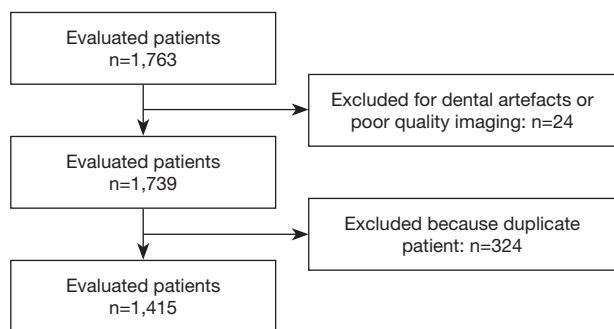 Evaluated patients
n=1,763
Excluded for dental artefacts or
poor quality imaging: n=24
Evaluated patients
n=1,739
Excluded because duplicate
patient: n=324
Evaluated patients
n=1,415